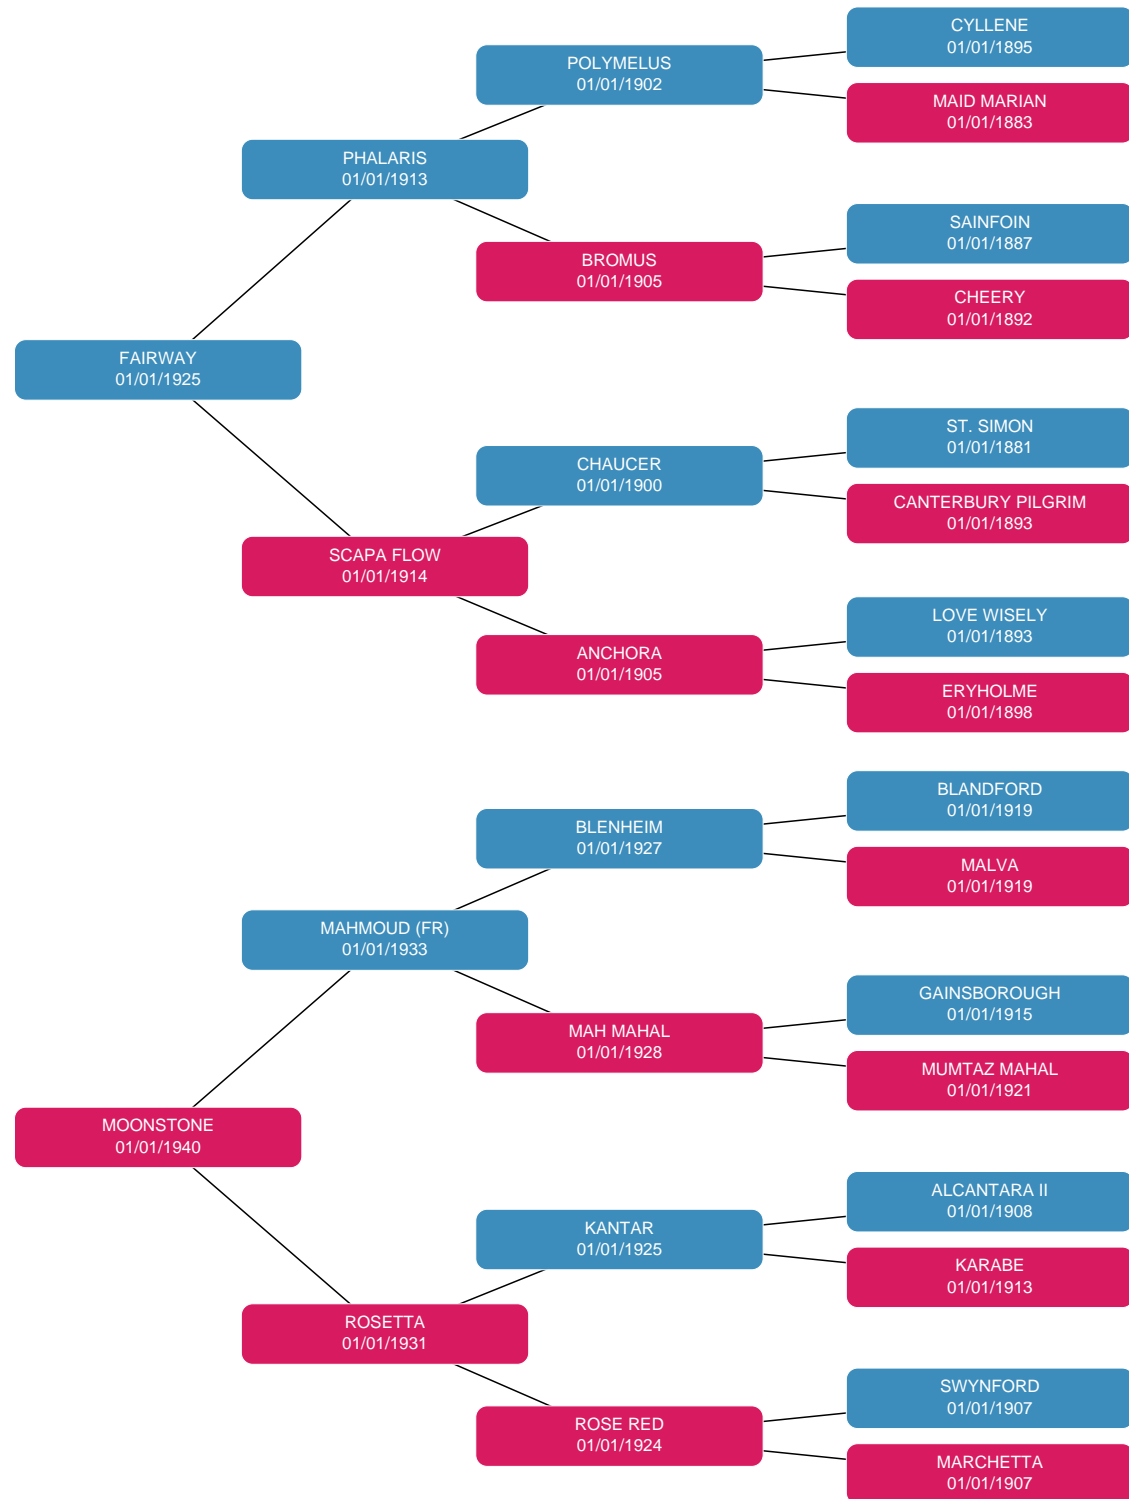 CYLLENE
01/01/1895
POLYMELUS
01/01/1902
MAID MARIAN
01/01/1883
PHALARIS
01/01/1913
SAINFOIN
01/01/1887
BROMUS
01/01/1905
CHEERY
01/01/1892
FAIRWAY
01/01/1925
ST. SIMON
01/01/1881
CHAUCER
01/01/1900
CANTERBURY PILGRIM
01/01/1893
SCAPA FLOW
01/01/1914
LOVE WISELY
01/01/1893
ANCHORA
01/01/1905
ERYHOLME
01/01/1898
BLANDFORD
01/01/1919
BLENHEIM
01/01/1927
MALVA
01/01/1919
MAHMOUD (FR)
01/01/1933
GAINSBOROUGH
01/01/1915
MAH MAHAL
01/01/1928
MUMTAZ MAHAL
01/01/1921
MOONSTONE
01/01/1940
ALCANTARA II
01/01/1908
KANTAR
01/01/1925
KARABE
01/01/1913
ROSETTA
01/01/1931
SWYNFORD
01/01/1907
ROSE RED
01/01/1924
MARCHETTA
01/01/1907